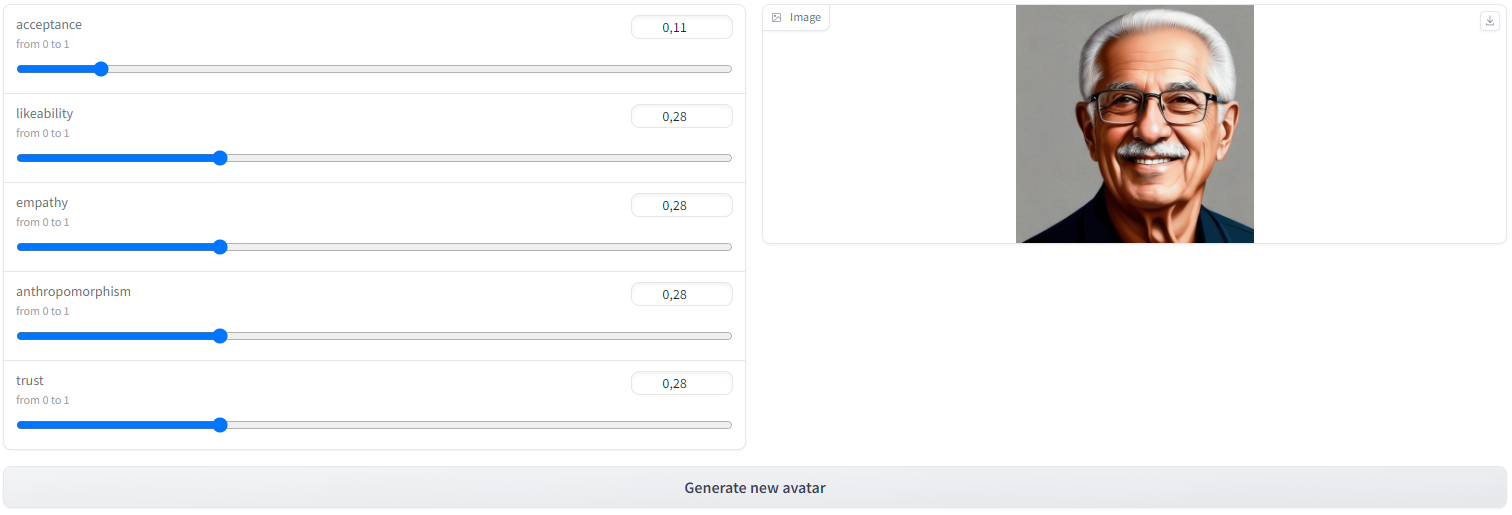 acceptance
0,11
from 0 to 1
likeability
0,28
from 0 to 1
empathy
0,28
from 0 to 1
anthropomorphism
0,28
from 0 to 1
trust
0,28
from 0 to 1
Image
Generate new avatar